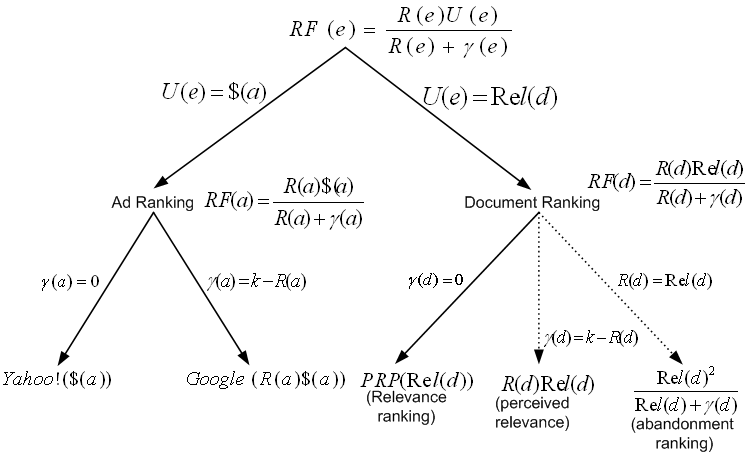 RF (e) = R(e)U(e) / R(e) + γ(e)
U(e) = $(a)
U(e) = Rel(d)
Ad Ranking
RF(a) = R(a)$(a) / R(a) + γ(a)
Document Ranking
RF(d) = R(d)Rel(d) / R(d) + γ(d)
γ(a) = 0
γ(a) = k − R(a)
γ(d) = 0
γ(d) = k − R(d)
R(d) = Rel(d)
Yahoo!($(a))
Google (R(a)$(a))
PRP(Rel(d))
(Relevance
ranking)
R(d)Rel(d)
(perceived
relevance)
Rel(d)² / Rel(d) + γ(d)
(abandonment
ranking)